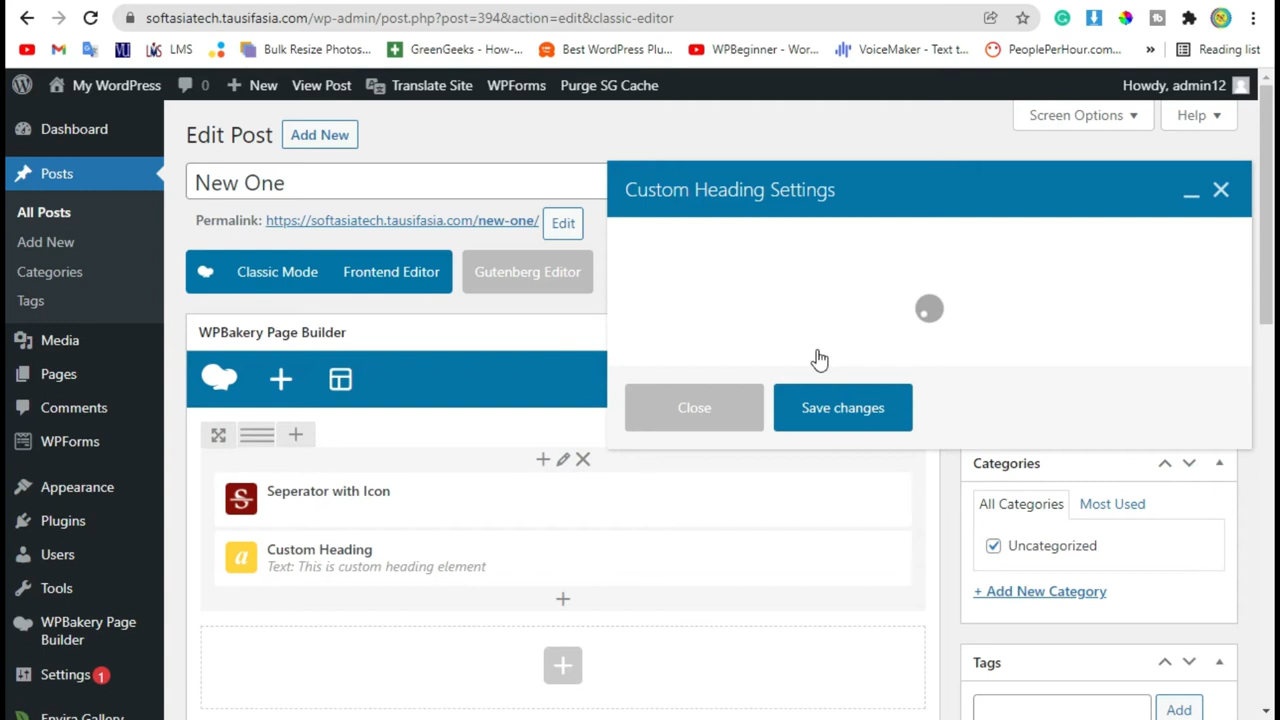 softasiatech.tausifasia.com/wp-admin/post.php?post=394&action=edit&classic-editor
LMS
Bulk Resize Photos...
GreenGeeks - How-...
Best WordPress Plu...
WPBeginner - Wor...
VoiceMaker - Text t...
PeoplePerHour.com...
»
Reading list
My WordPress
0
New
View Post
Translate Site
WPForms
Purge SG Cache
Howdy, admin12
Dashboard
Posts
All Posts
Add New
Categories
Tags
Media
Pages
Comments
WPForms
Appearance
Plugins
Users
Tools
WPBakery Page
Builder
Settings 1
Envira Gallery
Screen Options
Help
Edit Post
Add New
New One
Permalink: https://softasiatech.tausifasia.com/new-one/
Edit
Classic Mode
Frontend Editor
Gutenberg Editor
Custom Heading Settings
Close
Save changes
WPBakery Page Builder
S
Seperator with Icon
a
Custom Heading
Text: This is custom heading element
Categories
All Categories
Most Used
Uncategorized
+ Add New Category
Tags
Add